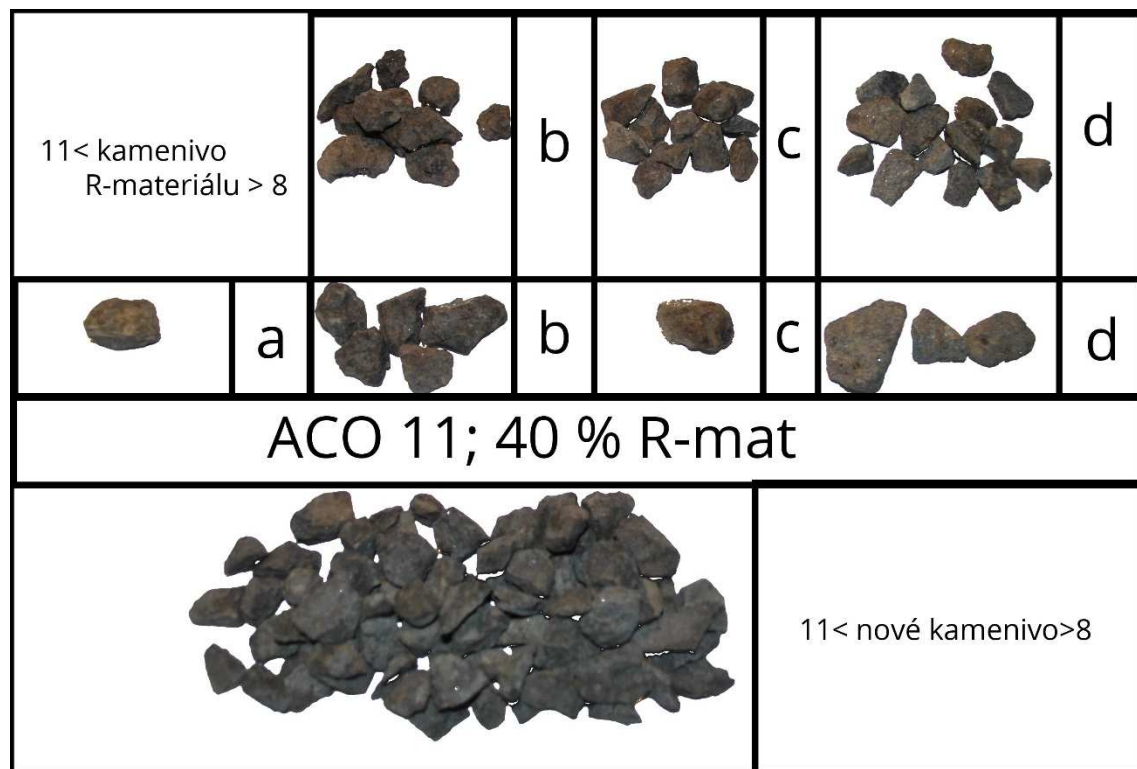 11< kamenivo
R-materiálu > 8
b
c
d
a
b
c
d
ACO 11; 40 % R-mat
11< nové kamenivo>8